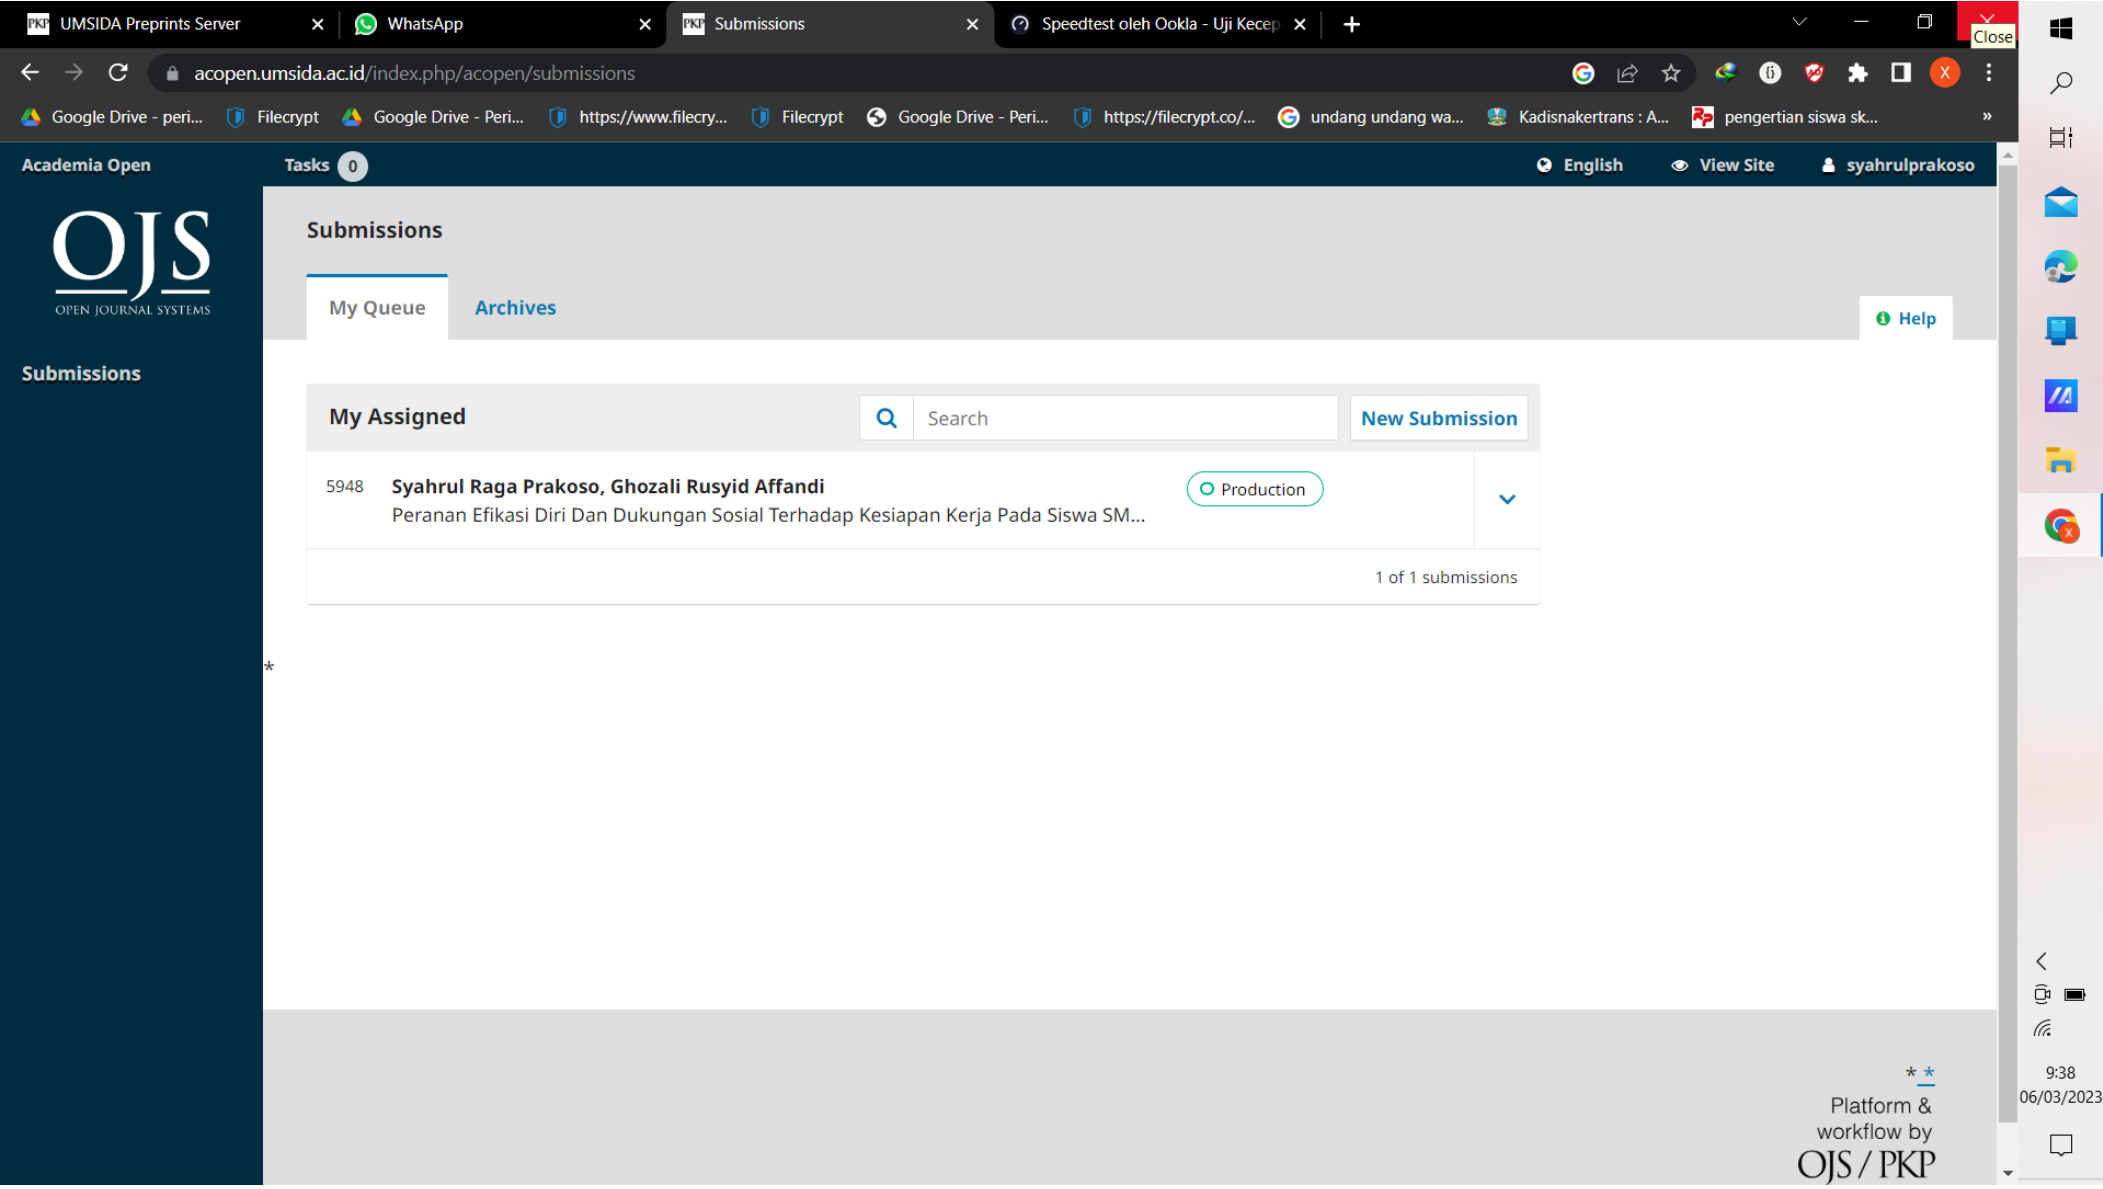 UMSIDA Preprints Server
WhatsApp
Submissions
Speedtest oleh Ookla - Uji Kecep
Close
acopen.umsida.ac.id/index.php/acopen/submissions
Google Drive - peri...
Filecrypt
Google Drive - Peri...
https://www.filecry...
Filecrypt
Google Drive - Peri...
https://filecrypt.co/...
undang undang wa...
Kadisnakertrans : A...
pengertian siswa sk...
»
Academia Open
Tasks 0
English
View Site
syahrulprakoso
OJS
OPEN JOURNAL SYSTEMS
Submissions
Submissions
My Queue
Archives
Help
My Assigned
Search
New Submission
5948
Syahrul Raga Prakoso, Ghozali Rusyid Affandi
Peranan Efikasi Diri Dan Dukungan Sosial Terhadap Kesiapan Kerja Pada Siswa SM...
Production
1 of 1 submissions
*
* *
Platform &
workflow by
OJS / PKP
9:38
06/03/2023